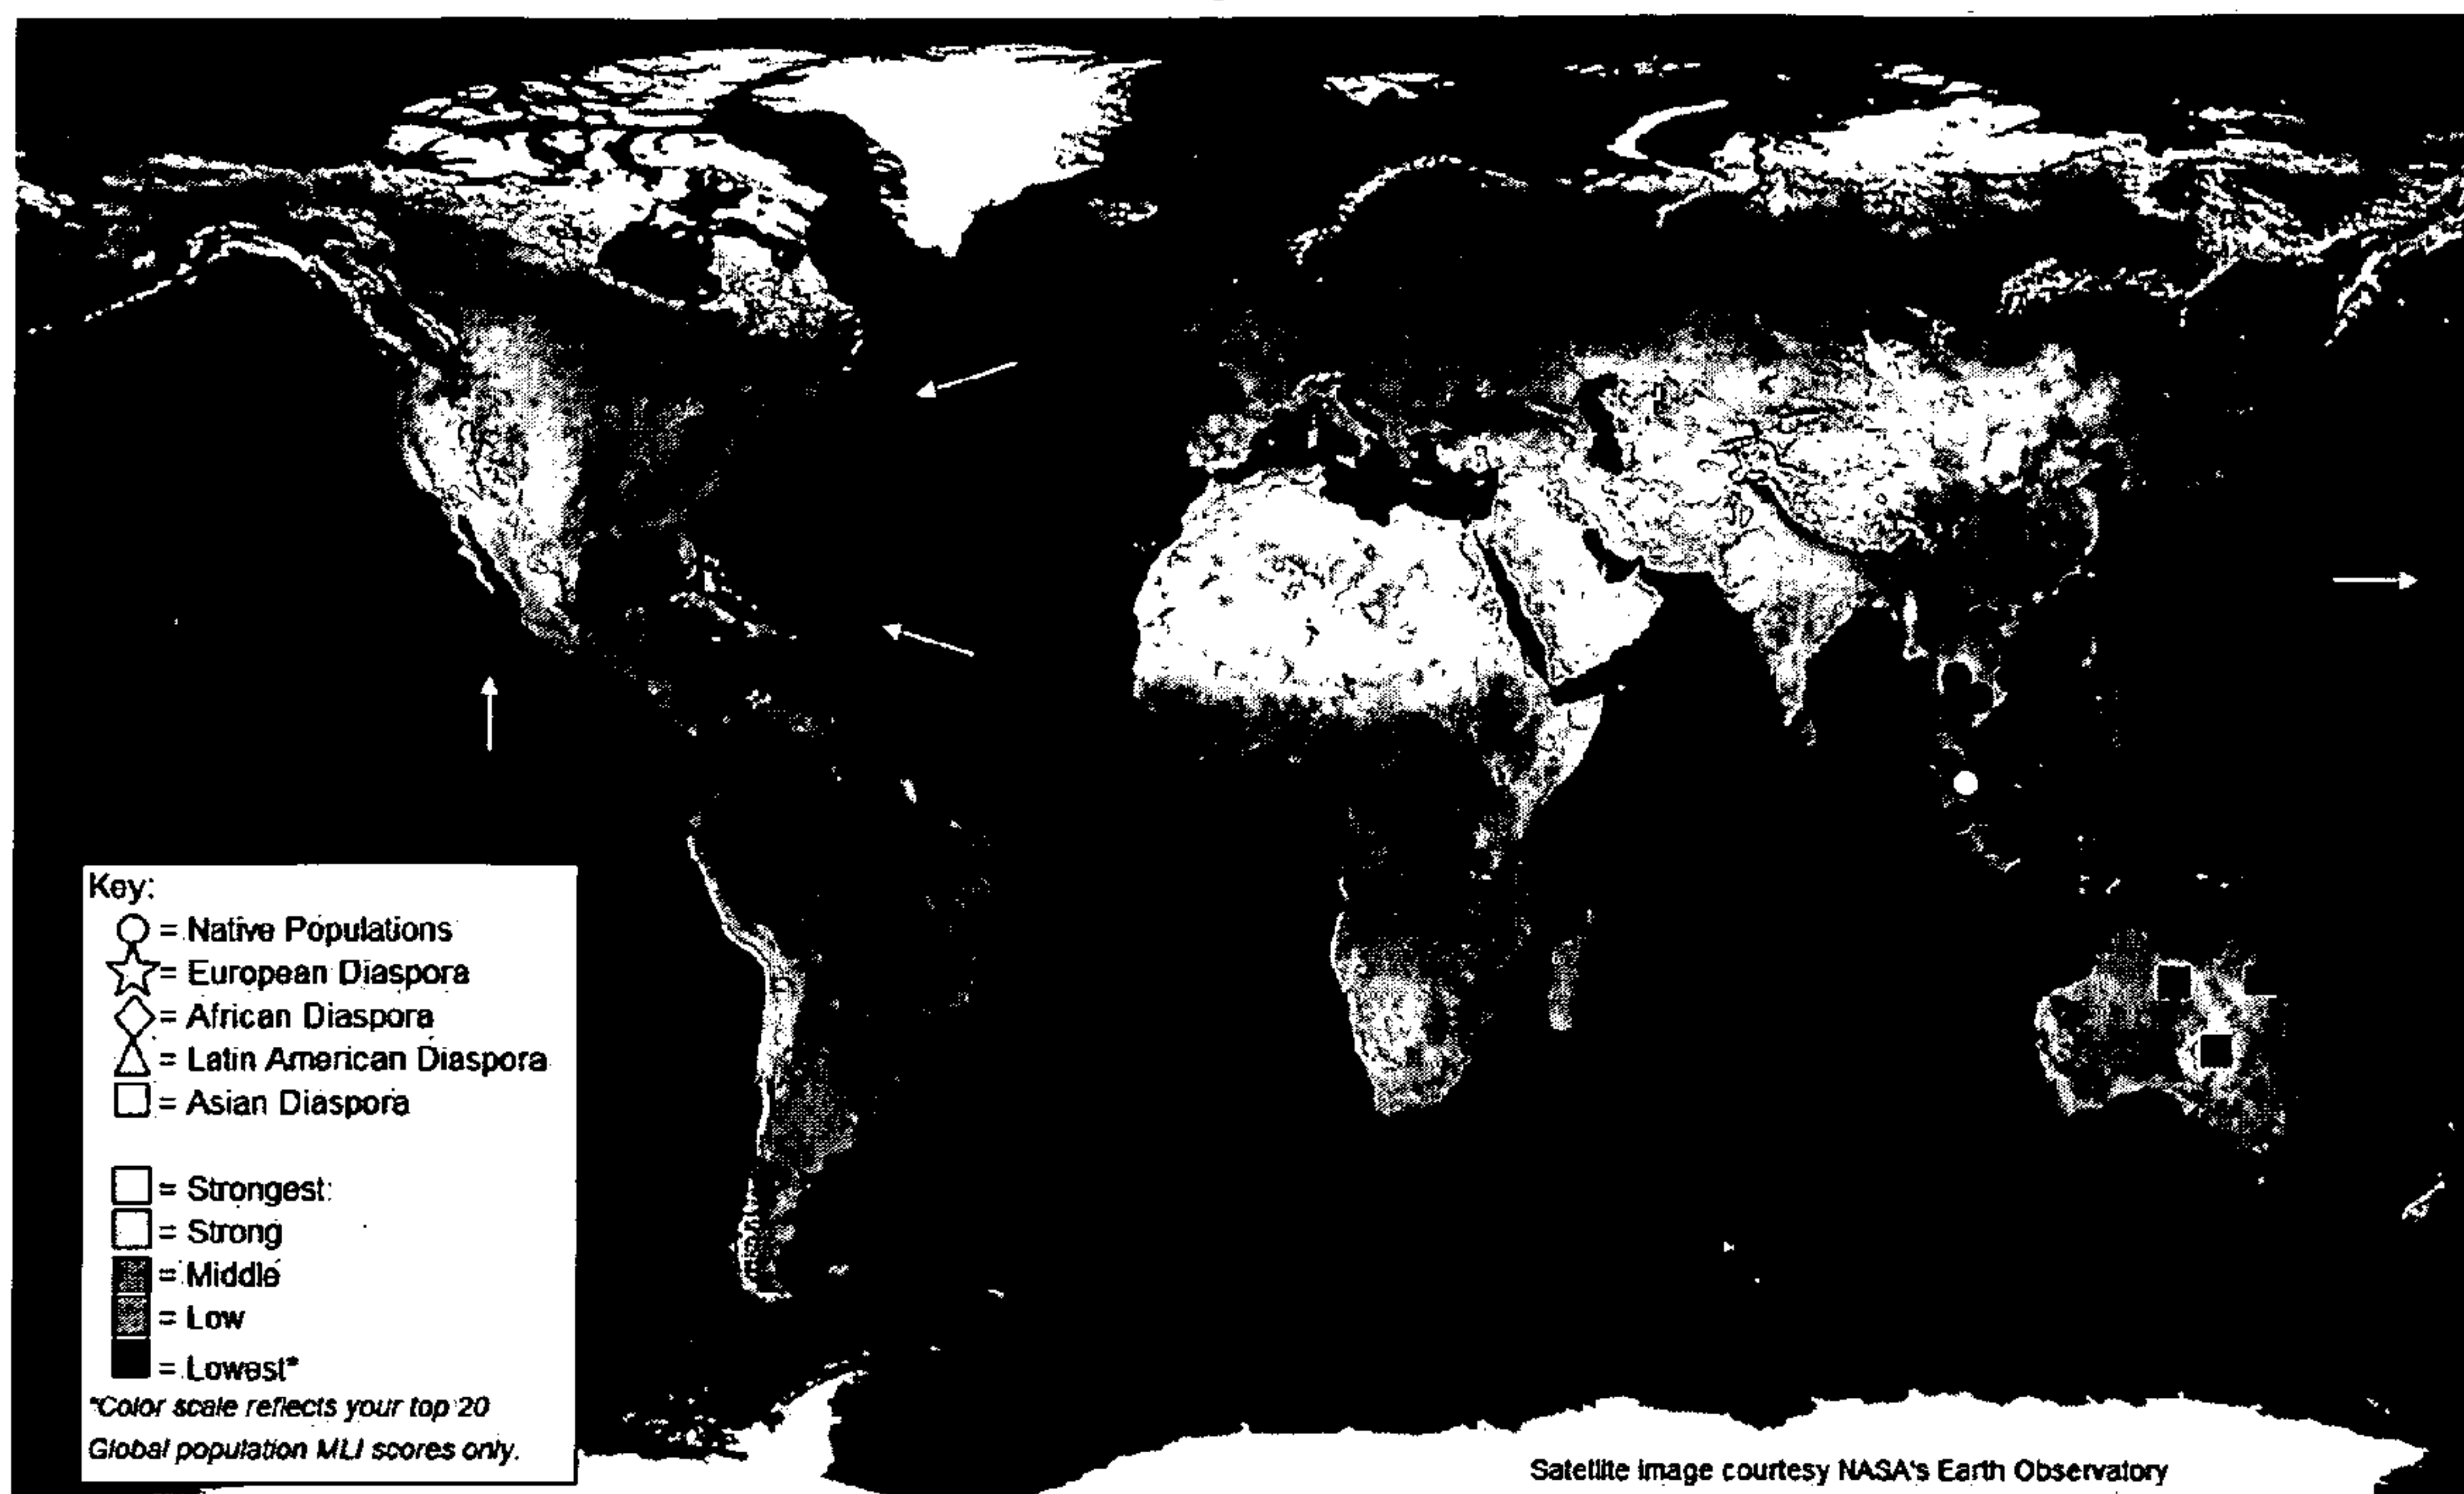 Key:
= Native Populations
= European Diaspora
= African Diaspora
= Latin American Diaspora
= Asian Diaspora
= Strongest
= Strong
= Middle
= Low
= Lowest*
*Color scale reflects your top 20
Global population MLI scores only.
Satellite image courtesy NASA's Earth Observatory